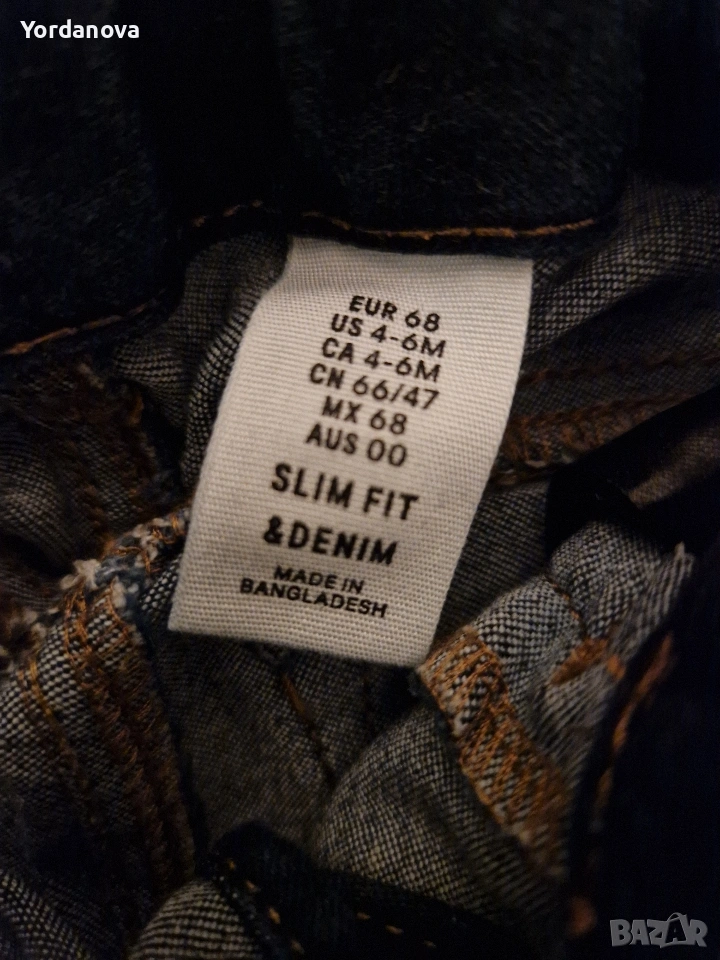 Yordanova
EUR 68
US 4-6M
CA 4-6M
CN 66/47
MX 68
AUS 00
SLIM FIT
&DENIM
MADE IN
BANGLADESH
BAZAR